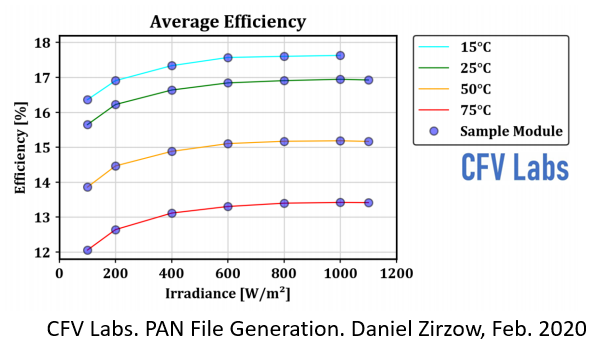 Average Efficiency
18
17
16
15
14
13
12
Efficiency [%]
0 200 400 600 800 1000 1200
Irradiance [W/m²]
15°C
25°C
50°C
75°C
Sample Module
CFV Labs
CFV Labs. PAN File Generation. Daniel Zirzow, Feb. 2020